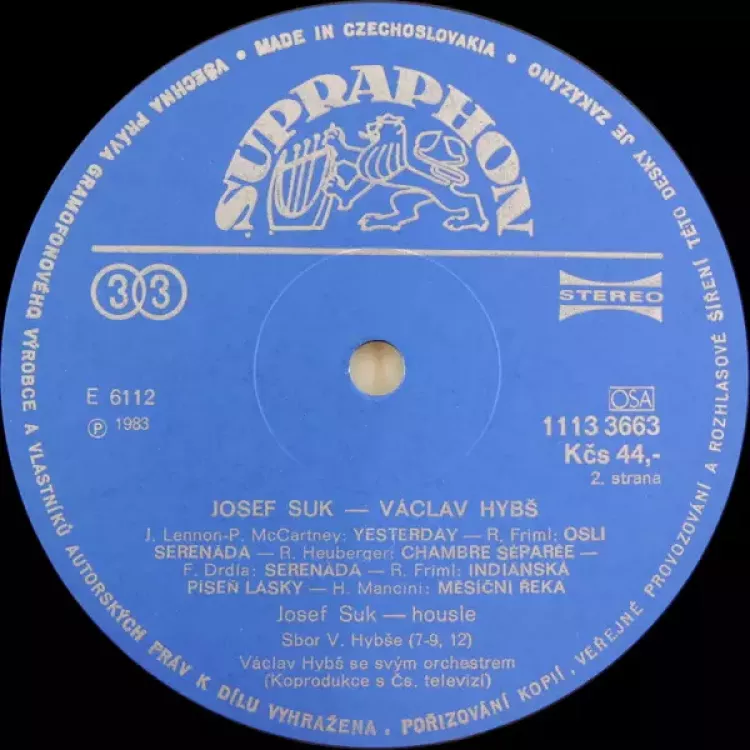 VŠECHNA PRÁVA GRAMOFONOVÉHO VÝROBCE A VLASTNÍKŮ AUTORSKÝCH PRÁV K DÍLU VYHRAŽENA. POŘIZOVÁNÍ KOPIÍ, VEŘEJNÉ PROVOZOVÁNÍ A ROZHLASOVÉ ŠÍŘENÍ TÉTO DESKY JE ZAKÁZÁNO
• MADE IN CZECHOSLOVAKIA •
SUPRAPHON
33
STEREO
E 6112
℗ 1983
OSA
1113 3663
Kčs 44,-
2. strana
JOSEF SUK — VÁCLAV HYBŠ
J. Lennon-P. McCartney: YESTERDAY — R. Friml: OSLÍ
SERENÁDA — R. Heuberger: CHAMBRE SÉPARÉE —
F. Drdla: SERENÁDA — R. Friml: INDIÁNSKÁ
PÍSEŇ LÁSKY — H. Mancini: MĚSÍČNÍ ŘEKA
Josef Suk — housle
Sbor V. Hybše (7-9, 12)
Václav Hybš se svým orchestrem
(Koprodukce s Čs. televizí)